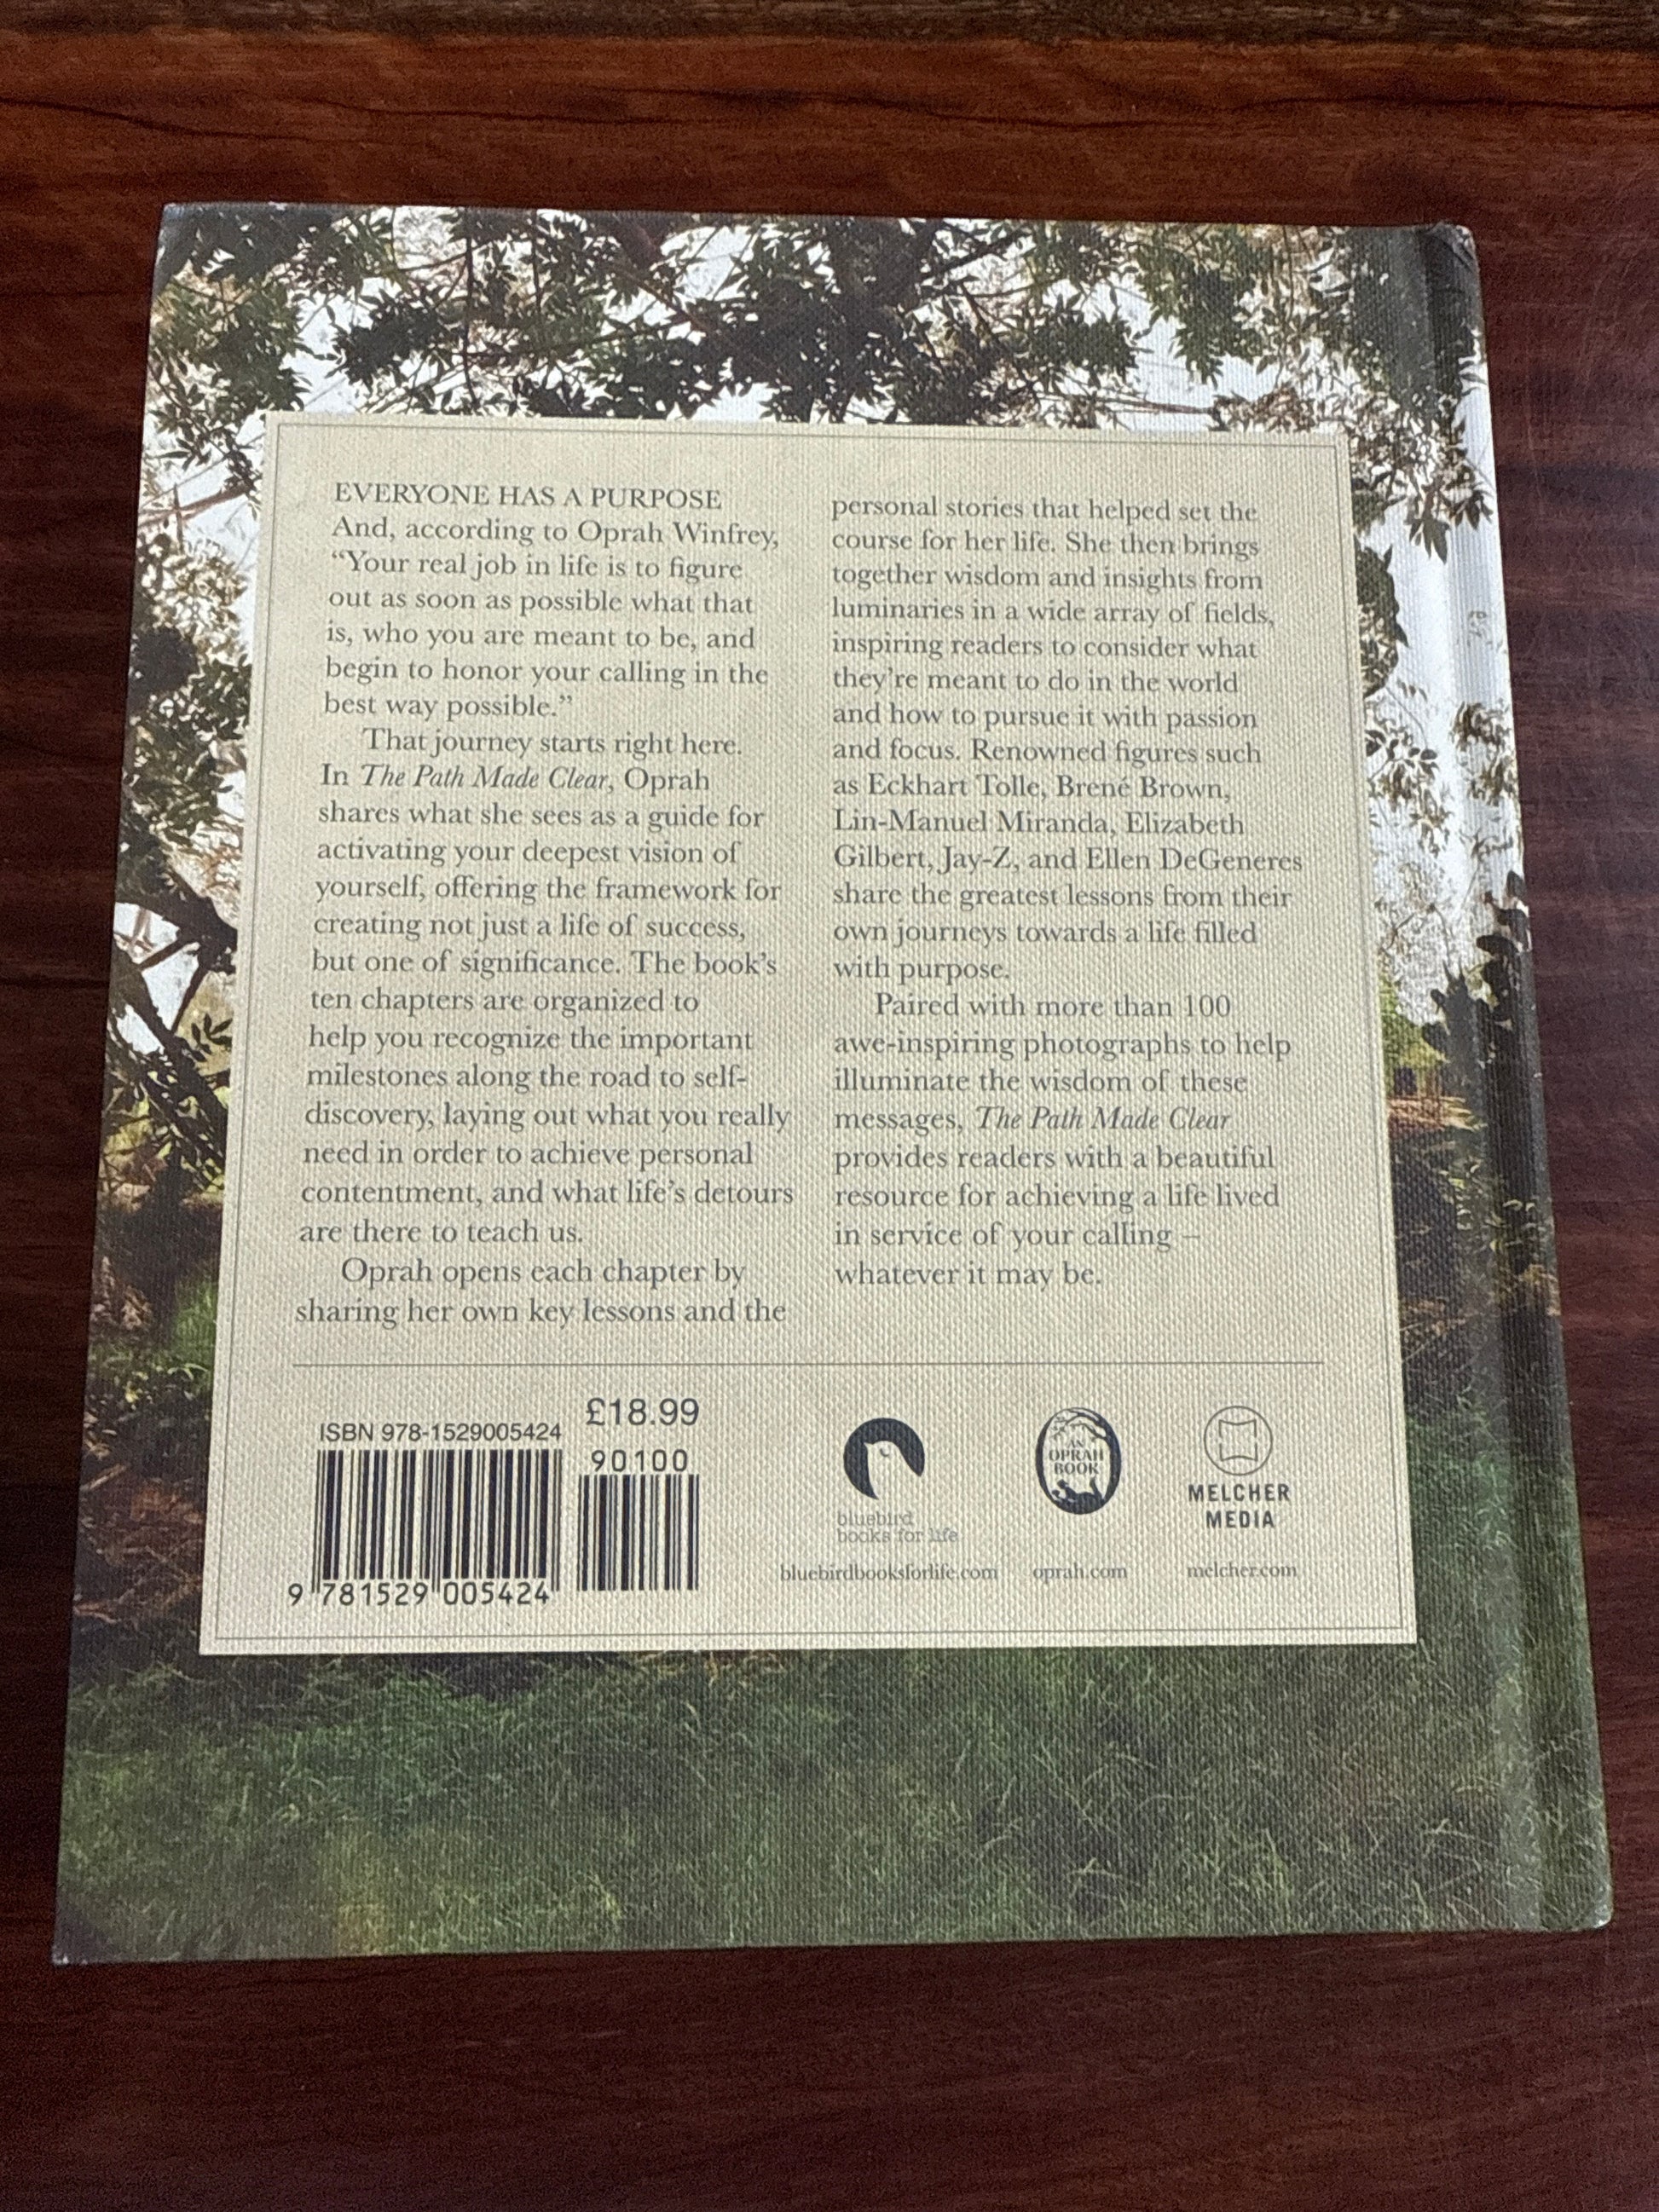 EVERYONE HAS A PURPOSE
And, according to Oprah Winfrey,
“Your real job in life is to figure
out as soon as possible what that
is, who you are meant to be, and
begin to honor your calling in the
best way possible.”
That journey starts right here.
In The Path Made Clear, Oprah
shares what she sees as a guide for
activating your deepest vision of
yourself, offering the framework for
creating not just a life of success,
but one of significance. The book’s
ten chapters are organized to
help you recognize the important
milestones along the road to self-
discovery, laying out what you really
need in order to achieve personal
contentment, and what life’s detours
are there to teach us.
Oprah opens each chapter by
sharing her own key lessons and the
personal stories that helped set the
course for her life. She then brings
together wisdom and insights from
luminaries in a wide array of fields,
inspiring readers to consider what
they’re meant to do in the world
and how to pursue it with passion
and focus. Renowned figures such
as Eckhart Tolle, Brené Brown,
Lin-Manuel Miranda, Elizabeth
Gilbert, Jay-Z, and Ellen DeGeneres
share the greatest lessons from their
own journeys towards a life filled
with purpose.
Paired with more than 100
awe-inspiring photographs to help
illuminate the wisdom of these
messages, The Path Made Clear
provides readers with a beautiful
resource for achieving a life lived
in service of your calling –
whatever it may be.
ISBN 978-1529005424
£18.99
90100
9 781529 005424
bluebird
books for life
bluebirdbooksforlife.com
AN
OPRAH
BOOK
oprah.com
MELCHER
MEDIA
melcher.com